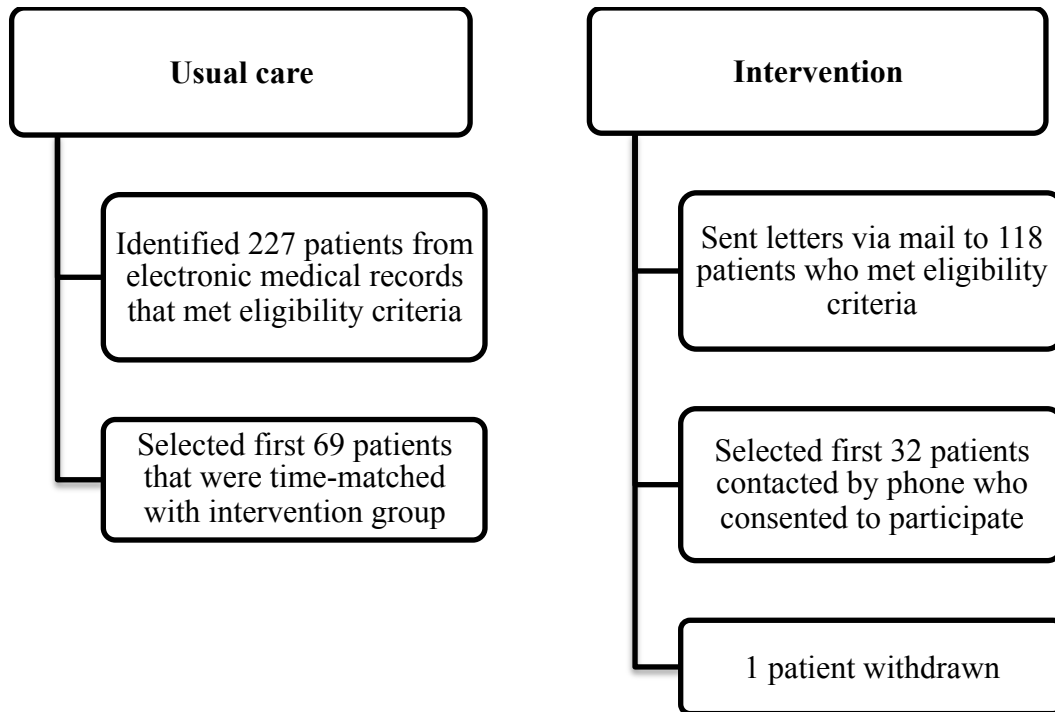 Usual care
Identified 227 patients from
electronic medical records
that met eligibility criteria
Selected first 69 patients
that were time-matched
with intervention group
Intervention
Sent letters via mail to 118
patients who met eligibility
criteria
Selected first 32 patients
contacted by phone who
consented to participate
1 patient withdrawn